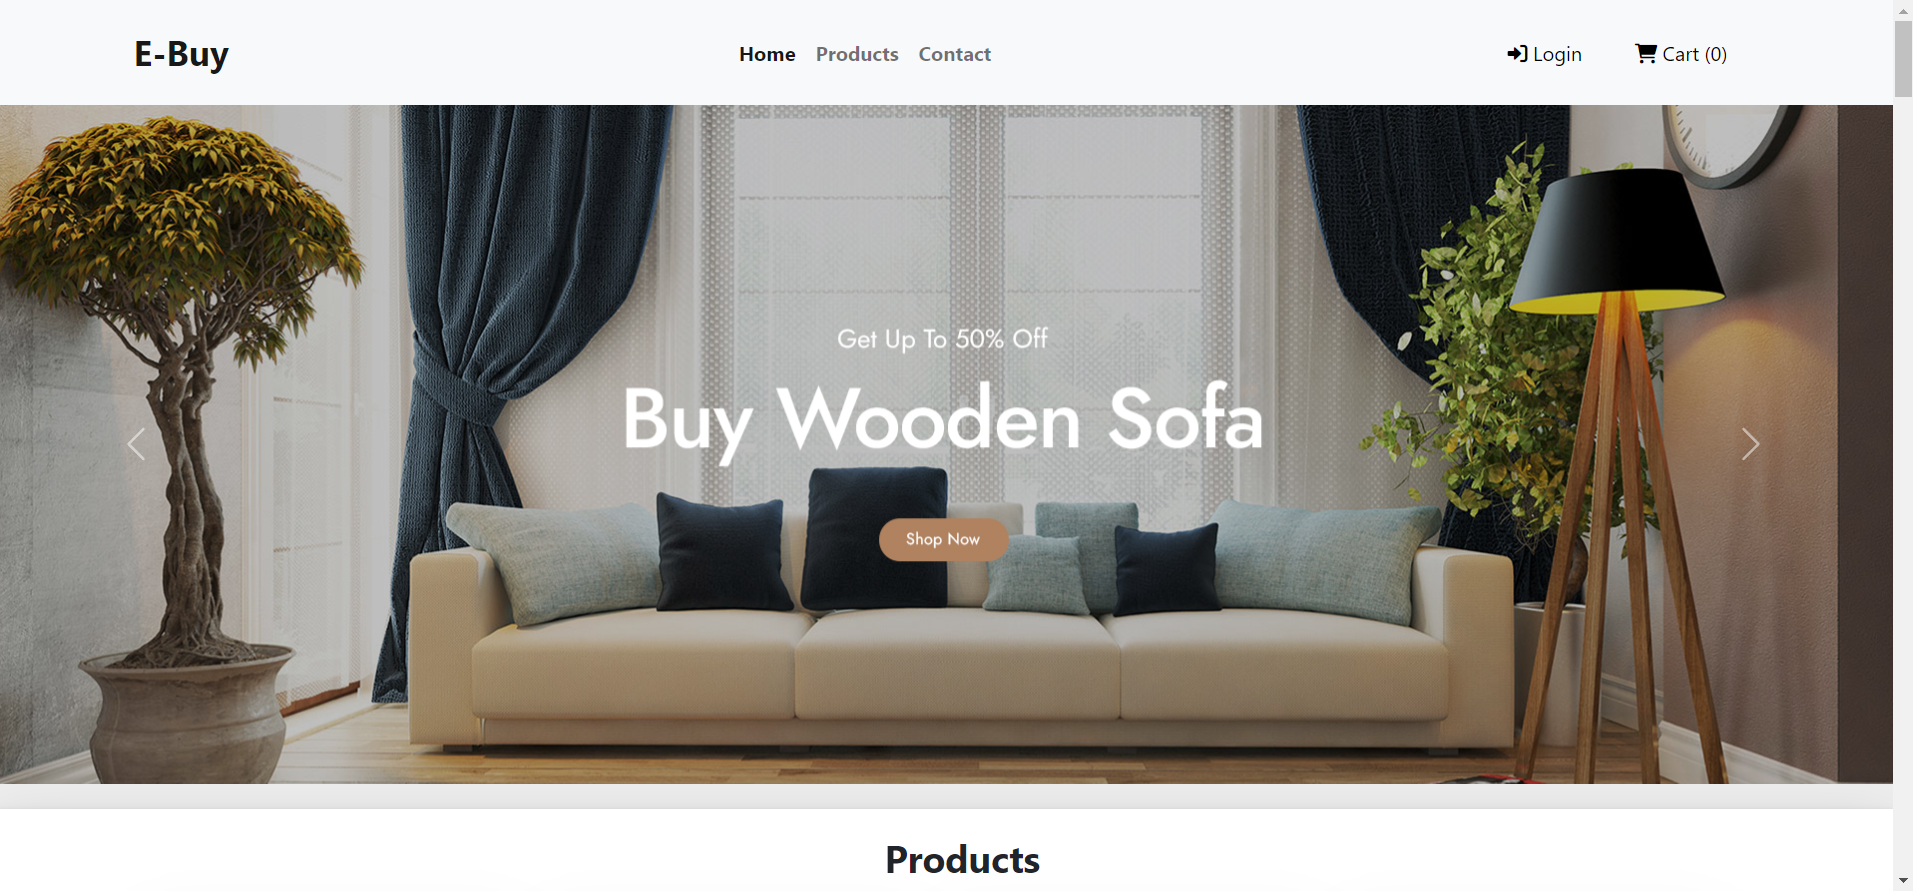 E-Buy
Home Products Contact
Login Cart (0)
Get Up To 50% Off
Buy Wooden Sofa
Shop Now
Products